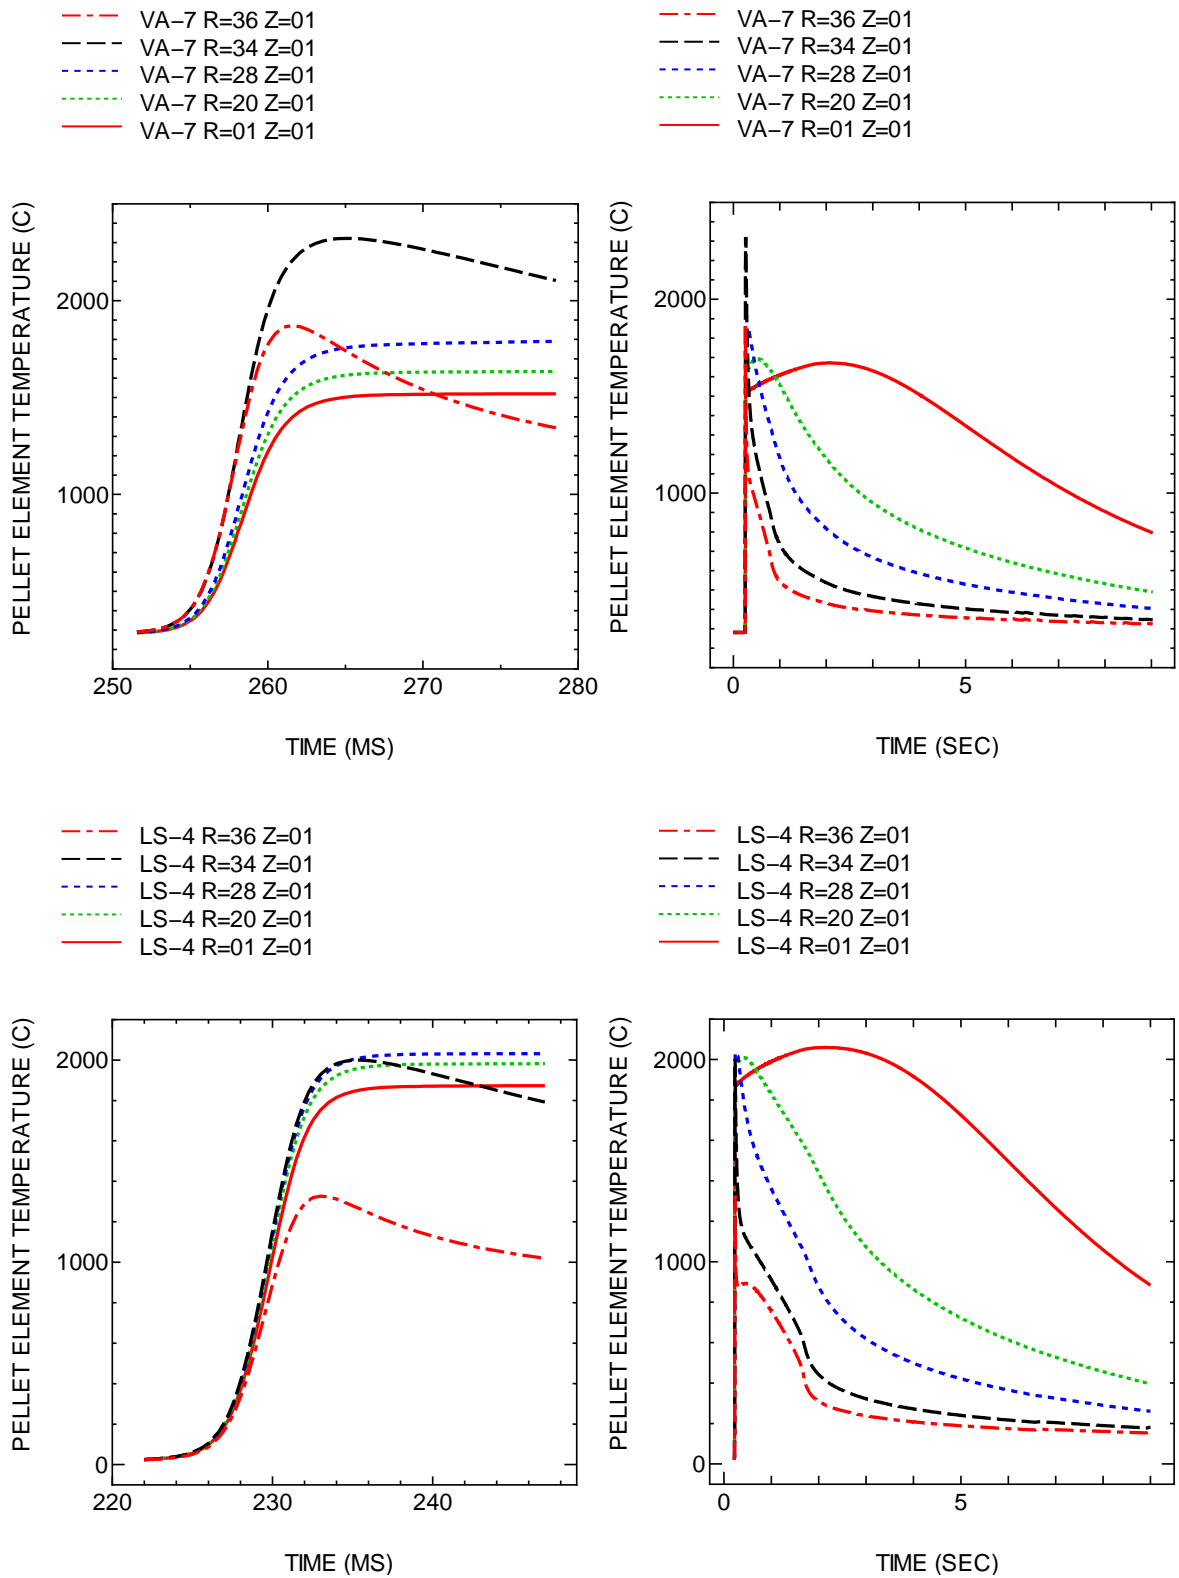 VA−7 R=36 Z=01
VA−7 R=34 Z=01
VA−7 R=28 Z=01
VA−7 R=20 Z=01
VA−7 R=01 Z=01
PELLET ELEMENT TEMPERATURE (C)
2000
1000
250
260
270
280
TIME (MS)
VA−7 R=36 Z=01
VA−7 R=34 Z=01
VA−7 R=28 Z=01
VA−7 R=20 Z=01
VA−7 R=01 Z=01
PELLET ELEMENT TEMPERATURE (C)
2000
1000
0
5
TIME (SEC)
LS−4 R=36 Z=01
LS−4 R=34 Z=01
LS−4 R=28 Z=01
LS−4 R=20 Z=01
LS−4 R=01 Z=01
PELLET ELEMENT TEMPERATURE (C)
2000
1000
0
220
230
240
TIME (MS)
LS−4 R=36 Z=01
LS−4 R=34 Z=01
LS−4 R=28 Z=01
LS−4 R=20 Z=01
LS−4 R=01 Z=01
PELLET ELEMENT TEMPERATURE (C)
2000
1000
0
0
5
TIME (SEC)